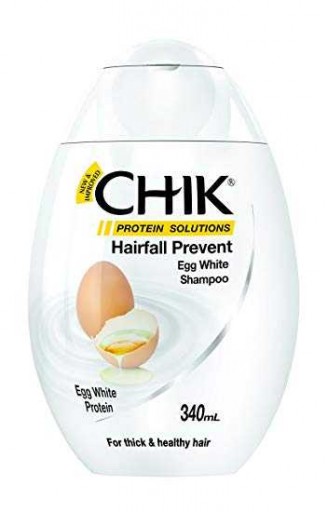 NEW &
IMPROVED
CHIK®
PROTEIN SOLUTIONS
Hairfall Prevent
Egg White
Shampoo
Egg White
Protein
340mL
For thick & healthy hair